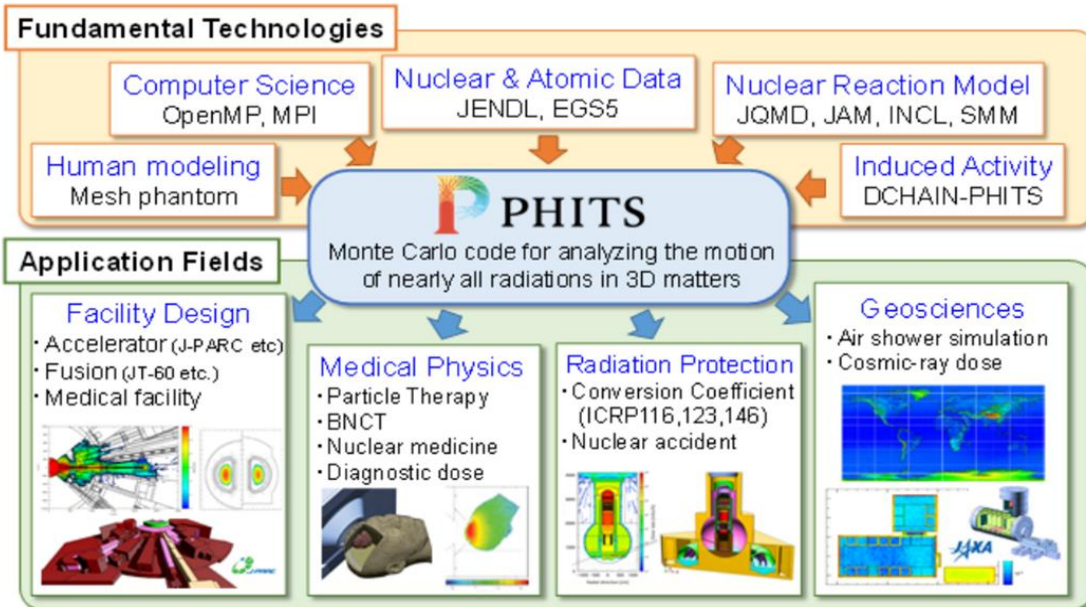 Fundamental Technologies
Computer Science
OpenMP, MPI
Nuclear & Atomic Data
JENDL, EGS5
Nuclear Reaction Model
JQMD, JAM, INCL, SMM
Human modeling
Mesh phantom
Induced Activity
DCHAIN-PHITS
PHITS
Monte Carlo code for analyzing the motion
of nearly all radiations in 3D matters
Application Fields
Facility Design
・Accelerator (J-PARC etc)
・Fusion (JT-60 etc.)
・Medical facility
J-PARC
Medical Physics
・Particle Therapy
・BNCT
・Nuclear medicine
・Diagnostic dose
Radiation Protection
・Conversion Coefficient
(ICRP116,123,146)
・Nuclear accident
Geosciences
・Air shower simulation
・Cosmic-ray dose
JAXA